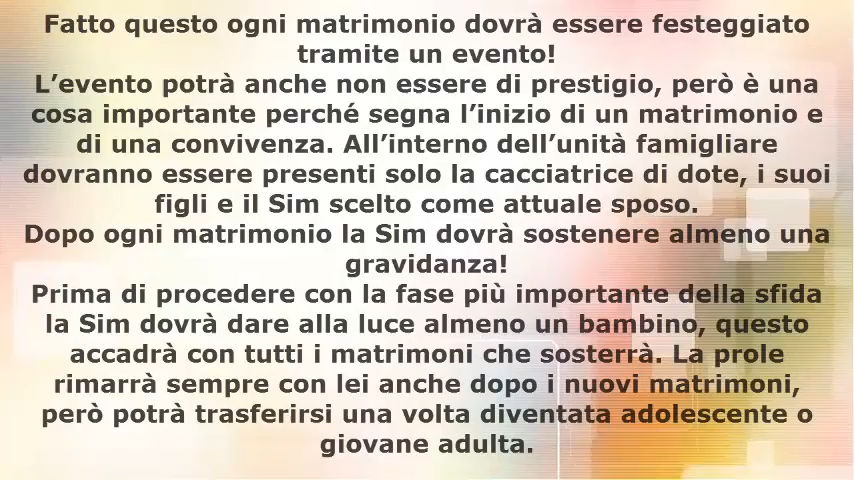 Fatto questo ogni matrimonio dovrà essere festeggiato
tramite un evento!
L’evento potrà anche non essere di prestigio, però è una
cosa importante perché segna l’inizio di un matrimonio e
di una convivenza. All’interno dell’unità famigliare
dovranno essere presenti solo la cacciatrice di dote, i suoi
figli e il Sim scelto come attuale sposo.
Dopo ogni matrimonio la Sim dovrà sostenere almeno una
gravidanza!
Prima di procedere con la fase più importante della sfida
la Sim dovrà dare alla luce almeno un bambino, questo
accadrà con tutti i matrimoni che sosterrà. La prole
rimarrà sempre con lei anche dopo i nuovi matrimoni,
però potrà trasferirsi una volta diventata adolescente o
giovane adulta.